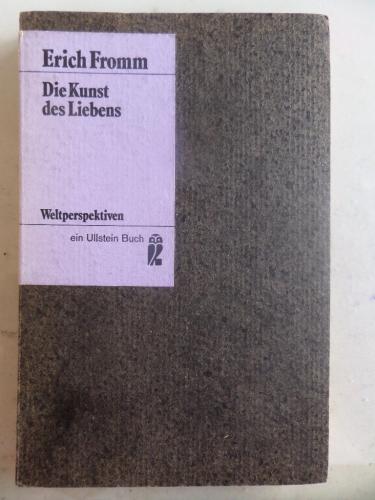 Erich Fromm
Die Kunst
des Liebens
Weltperspektiven
ein Ullstein Buch